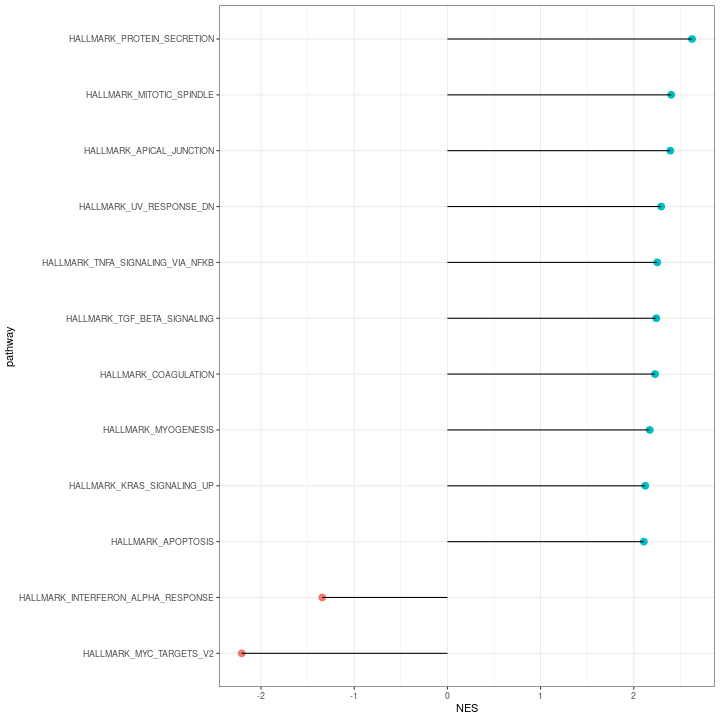 HALLMARK_PROTEIN_SECRETION
HALLMARK_MITOTIC_SPINDLE
HALLMARK_APICAL_JUNCTION
HALLMARK_UV_RESPONSE_DN
HALLMARK_TNFA_SIGNALING_VIA_NFKB
HALLMARK_TGF_BETA_SIGNALING
pathway
HALLMARK_COAGULATION
HALLMARK_MYOGENESIS
HALLMARK_KRAS_SIGNALING_UP
HALLMARK_APOPTOSIS
HALLMARK_INTERFERON_ALPHA_RESPONSE
HALLMARK_MYC_TARGETS_V2
-2 -1 0 1 2
NES